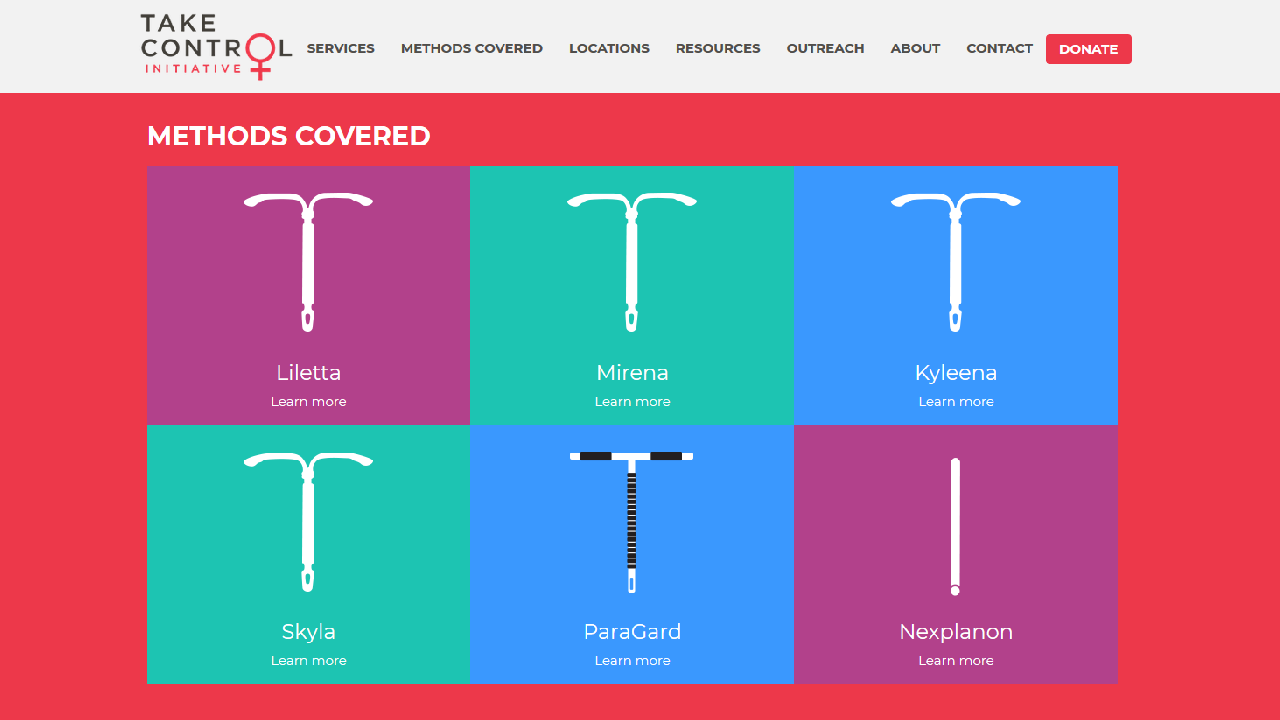 TAKE
CONTROL
INITIATIVE
SERVICES METHODS COVERED LOCATIONS RESOURCES OUTREACH ABOUT CONTACT DONATE
METHODS COVERED
Liletta
Learn more
Mirena
Learn more
Kyleena
Learn more
Skyla
Learn more
ParaGard
Learn more
Nexplanon
Learn more